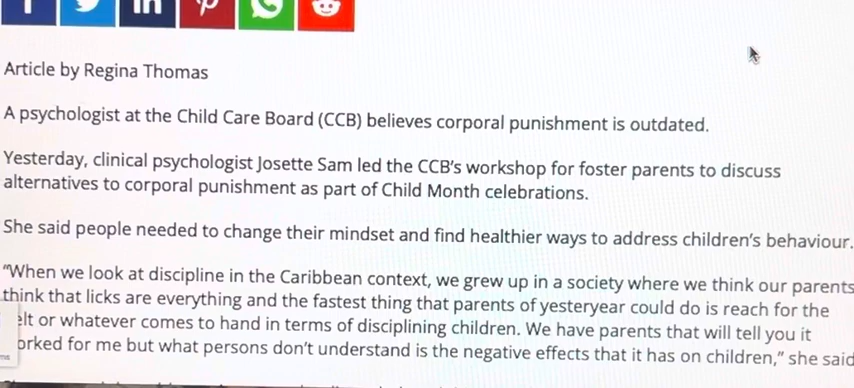 in
Article by Regina Thomas
A psychologist at the Child Care Board (CCB) believes corporal punishment is outdated.
Yesterday, clinical psychologist Josette Sam led the CCB's workshop for foster parents to discuss
alternatives to corporal punishment as part of Child Month celebrations.
She said people needed to change their mindset and find healthier ways to address children's behaviour.
"When we look at discipline in the Caribbean context, we grew up in a society where we think our parents
think that licks are everything and the fastest thing that parents of yesteryear could do is reach for the
elt or whatever comes to hand in terms of disciplining children. We have parents that will tell you it
orked for me but what persons don't understand is the negative effects that it has on children," she said